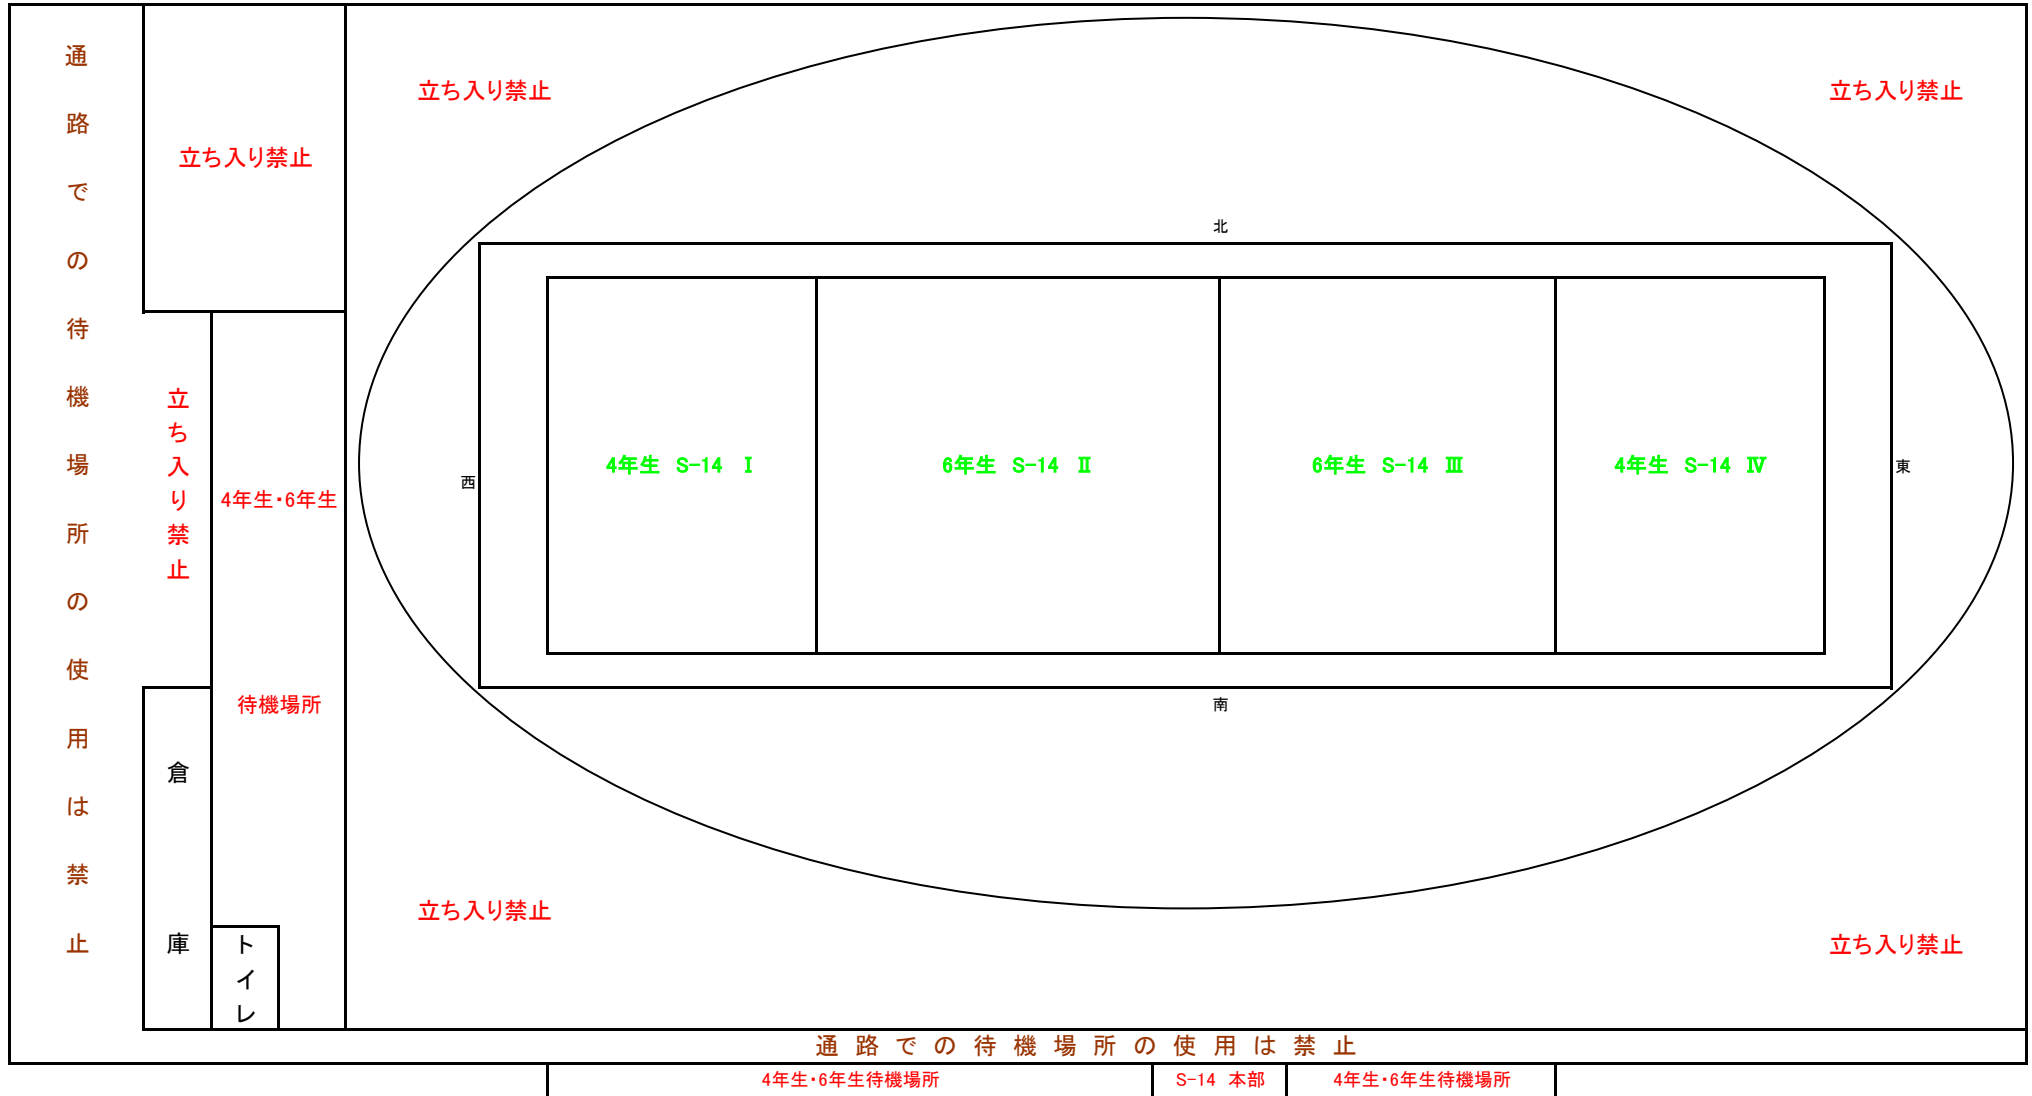 通路での待機場所の使用は禁止
立ち入り禁止
立ち入り禁止
立ち入り禁止
北
立ち入り禁止
4年生・6年生
待機場所
西
4年生 S-14 Ⅰ
6年生 S-14 Ⅱ
6年生 S-14 Ⅲ
4年生 S-14 Ⅳ
東
南
倉庫
トイレ
立ち入り禁止
立ち入り禁止
通路での待機場所の使用は禁止
4年生・6年生待機場所
S-14 本部
4年生・6年生待機場所